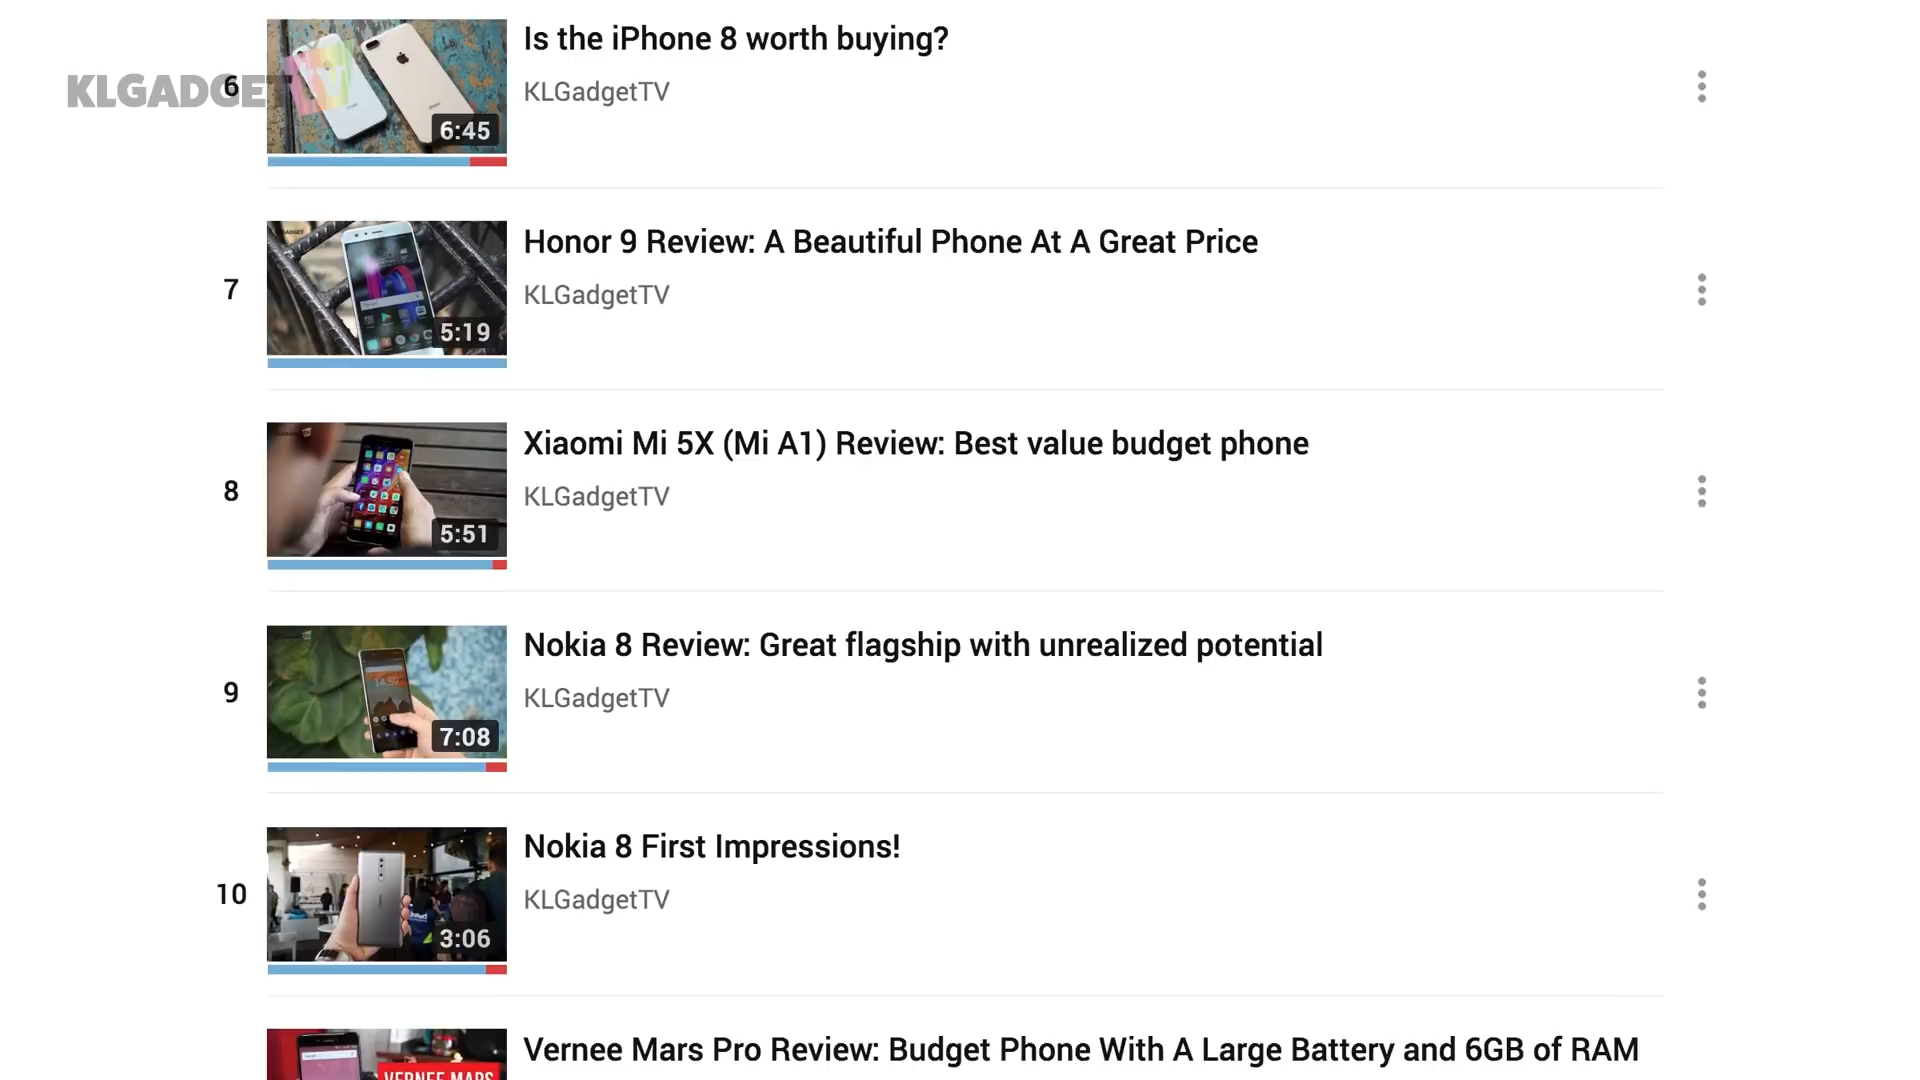 KLGADGETTV
6
6:45
Is the iPhone 8 worth buying?
KLGadgetTV
7
5:19
Honor 9 Review: A Beautiful Phone At A Great Price
KLGadgetTV
8
5:51
Xiaomi Mi 5X (Mi A1) Review: Best value budget phone
KLGadgetTV
9
7:08
Nokia 8 Review: Great flagship with unrealized potential
KLGadgetTV
10
3:06
Nokia 8 First Impressions!
KLGadgetTV
VERNEE MARS
Vernee Mars Pro Review: Budget Phone With A Large Battery and 6GB of RAM